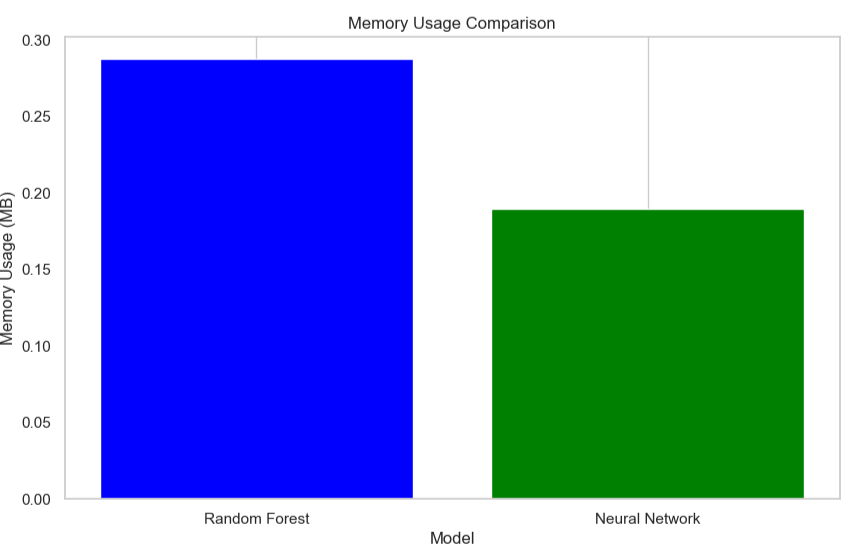 Memory Usage Comparison
0.30
0.25
0.20
0.15
0.10
0.05
0.00
Memory Usage (MB)
Random Forest
Neural Network
Model